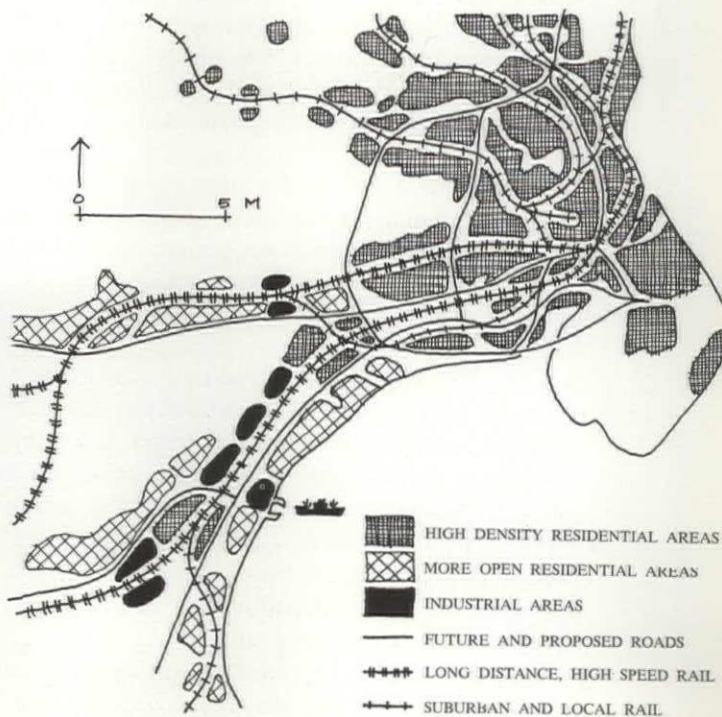 0 5 M
HIGH DENSITY RESIDENTIAL AREAS
MORE OPEN RESIDENTIAL AREAS
INDUSTRIAL AREAS
FUTURE AND PROPOSED ROADS
LONG DISTANCE, HIGH SPEED RAIL
SUBURBAN AND LOCAL RAIL